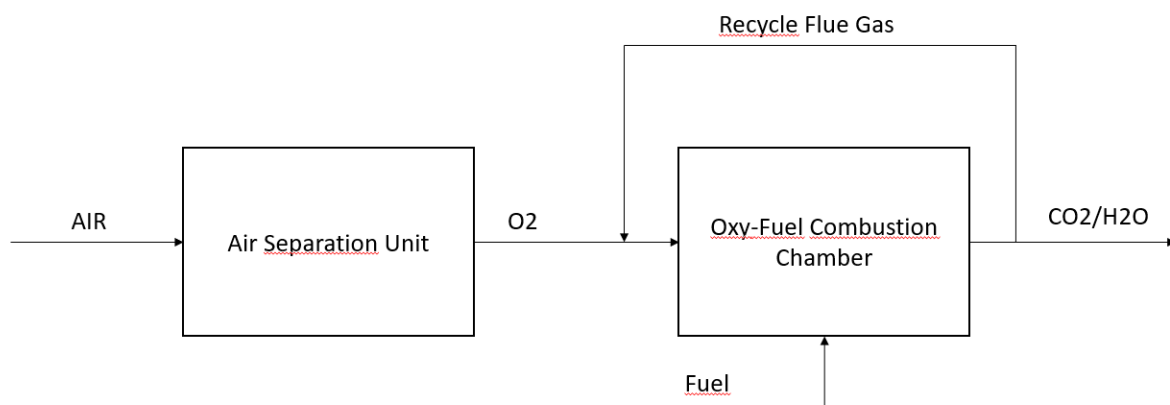 Recycle Flue Gas
AIR
Air Separation Unit
O2
Oxy-Fuel Combustion
Chamber
CO2/H2O
Fuel